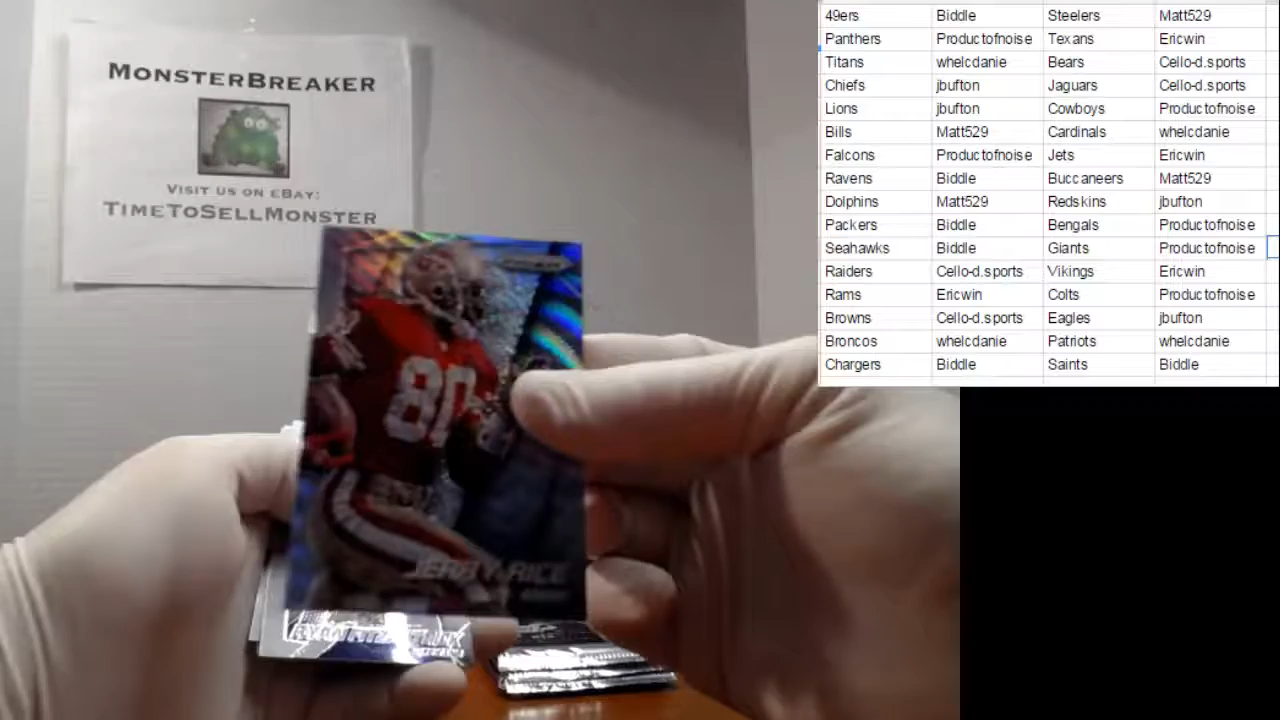 MONSTERBREAKER
VISIT US ON EBAY:
TIMETOSELLMONSTER
80
JERRY RICE
49ers Biddle Steelers Matt529
Panthers Productofnoise Texans Ericwin
Titans whelcdanie Bears Cello-d.sports
Chiefs jbufton Jaguars Cello-d.sports
Lions jbufton Cowboys Productofnoise
Bills Matt529 Cardinals whelcdanie
Falcons Productofnoise Jets Ericwin
Ravens Biddle Buccaneers Matt529
Dolphins Matt529 Redskins jbufton
Packers Biddle Bengals Productofnoise
Seahawks Biddle Giants Productofnoise
Raiders Cello-d.sports Vikings Ericwin
Rams Ericwin Colts Productofnoise
Browns Cello-d.sports Eagles jbufton
Broncos whelcdanie Patriots whelcdanie
Chargers Biddle Saints Biddle